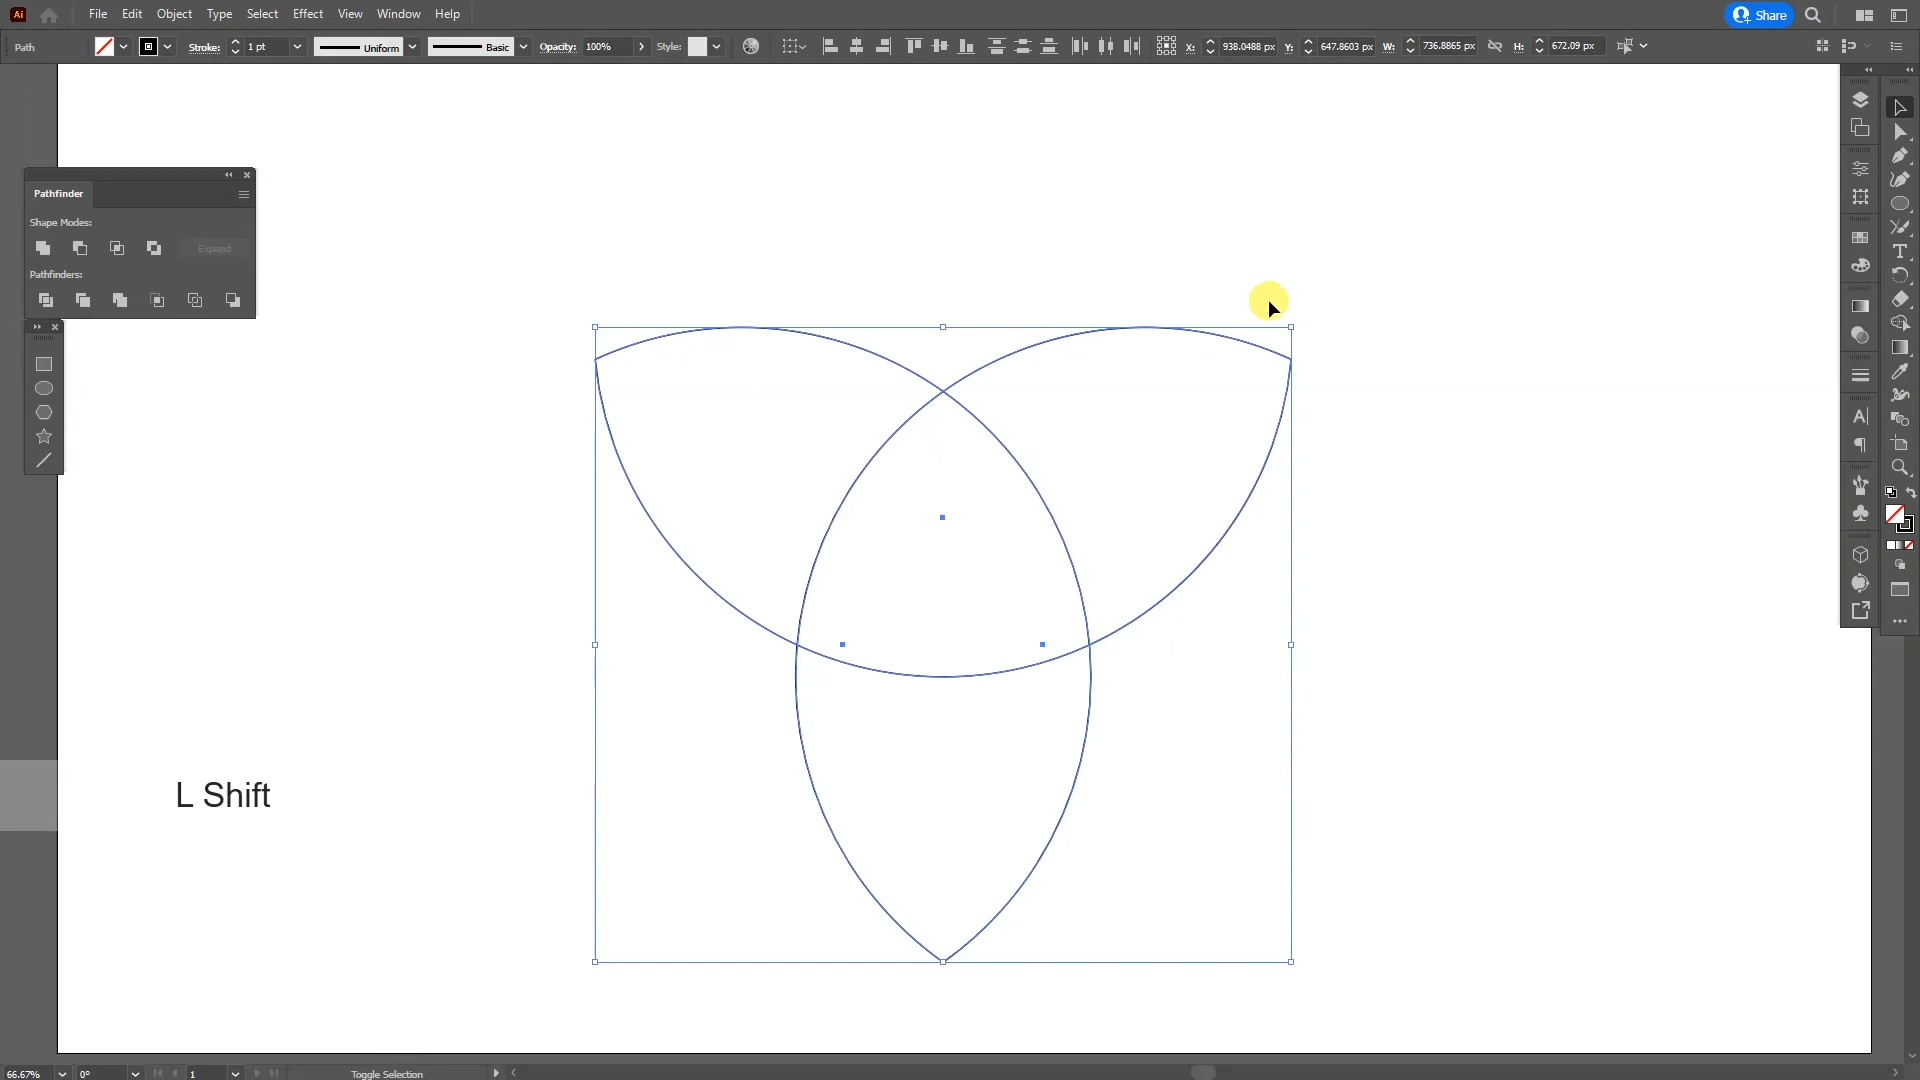 Ai File Edit Object Type Select Effect View Window Help Share
Path Stroke: 1 pt Uniform Basic Opacity: 100% Style: X: 938.0488 px Y: 647.8603 px W: 736.8865 px H: 672.09 px
Pathfinder
Shape Modes:
Expand
Pathfinders:
L Shift
66.67% 0° 1 Toggle Selection